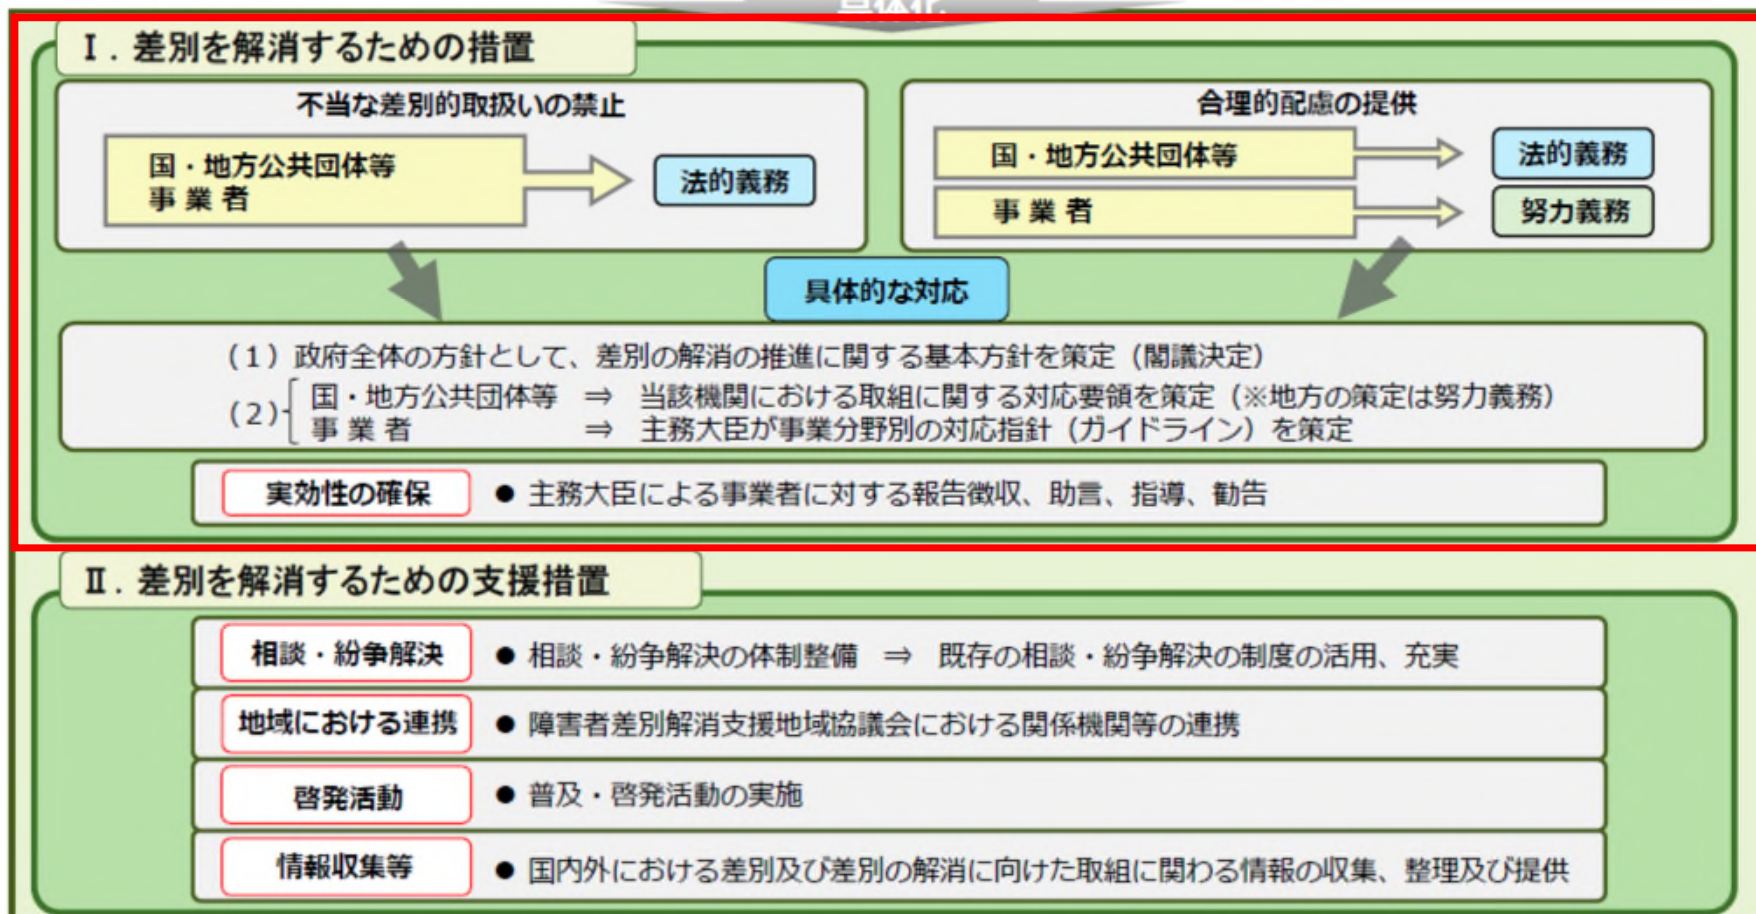 具体化
Ⅰ．差別を解消するための措置
不当な差別的取扱いの禁止
国・地方公共団体等
事 業 者
法的義務
合理的配慮の提供
国・地方公共団体等
法的義務
事 業 者
努力義務
具体的な対応
（１）政府全体の方針として、差別の解消の推進に関する基本方針を策定（閣議決定）
（２）
国・地方公共団体等 ⇒ 当該機関における取組に関する対応要領を策定（※地方の策定は努力義務）
事 業 者 ⇒ 主務大臣が事業分野別の対応指針（ガイドライン）を策定
実効性の確保 ● 主務大臣による事業者に対する報告徴収、助言、指導、勧告
Ⅱ．差別を解消するための支援措置
相談・紛争解決 ● 相談・紛争解決の体制整備 ⇒ 既存の相談・紛争解決の制度の活用、充実
地域における連携 ● 障害者差別解消支援地域協議会における関係機関等の連携
啓発活動 ● 普及・啓発活動の実施
情報収集等 ● 国内外における差別及び差別の解消に向けた取組に関わる情報の収集、整理及び提供